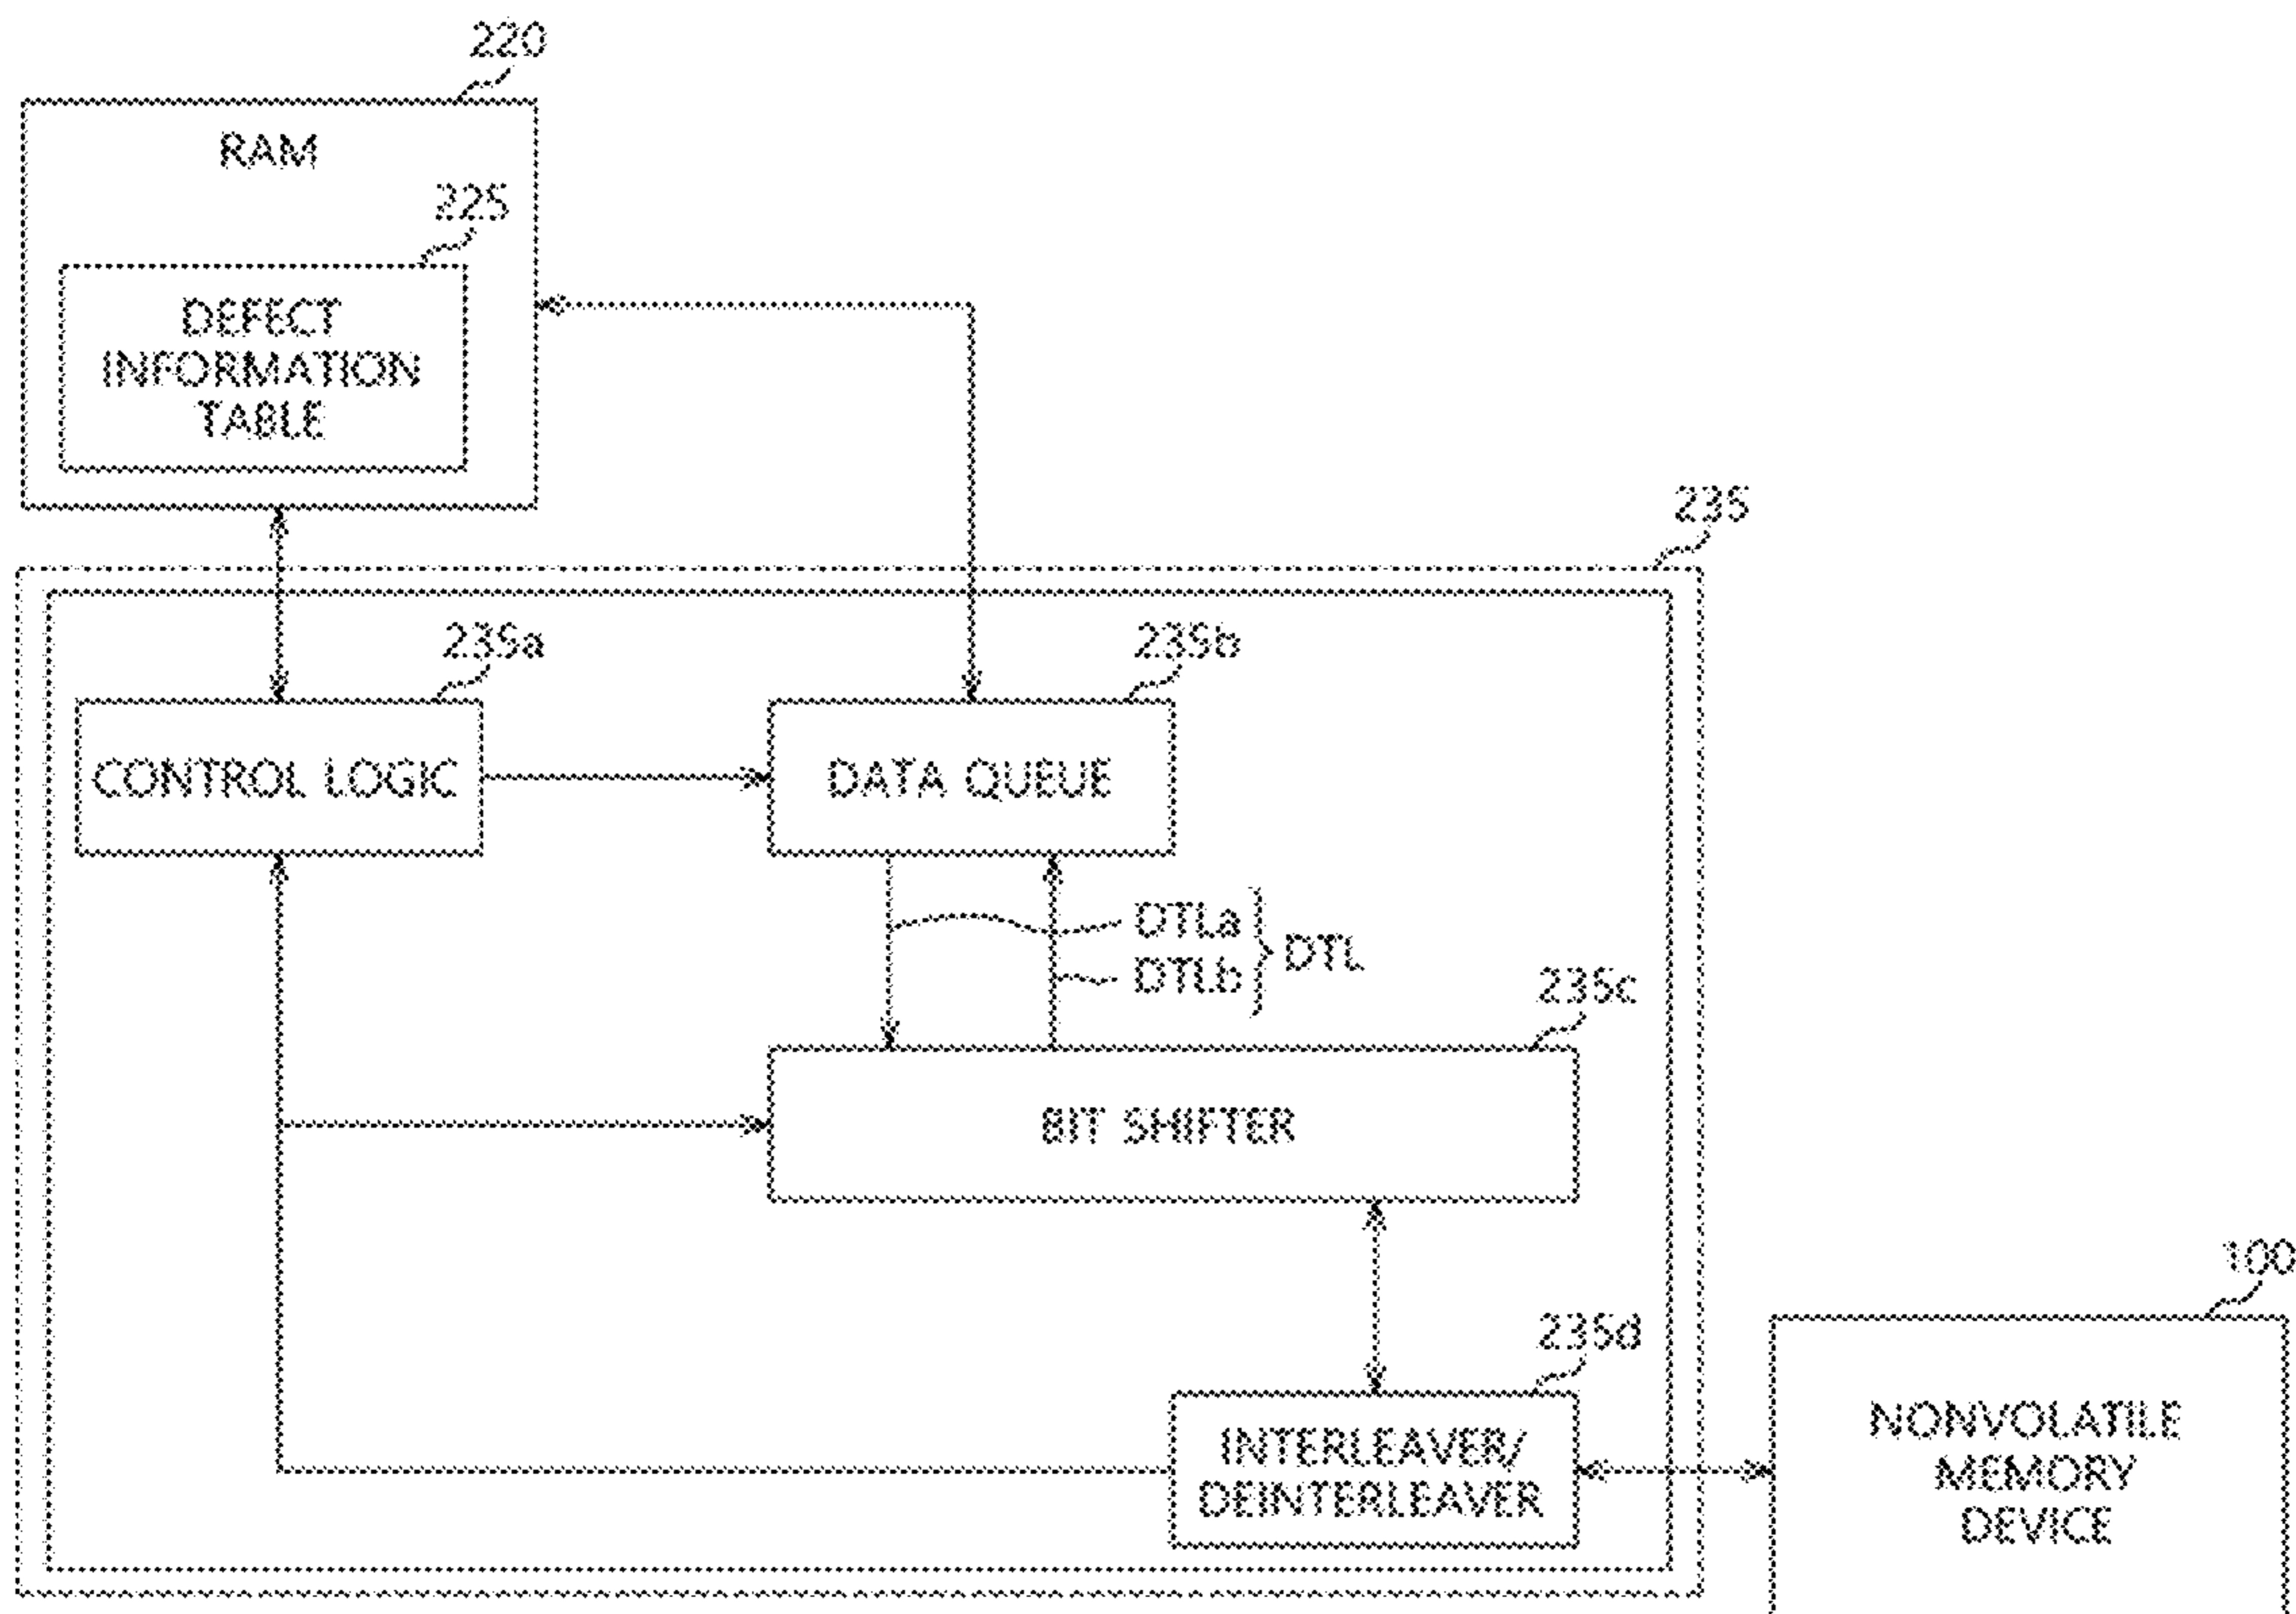 220
RAM
225
DEFECT
INFORMATION
TABLE
235
235a
235b
CONTROL LOGIC
DATA QUEUE
DTLa
DTLb
DTL
235c
BIT SHIFTER
100
235d
INTERLEAVER/
DEINTERLEAVER
NONVOLATILE
MEMORY
DEVICE